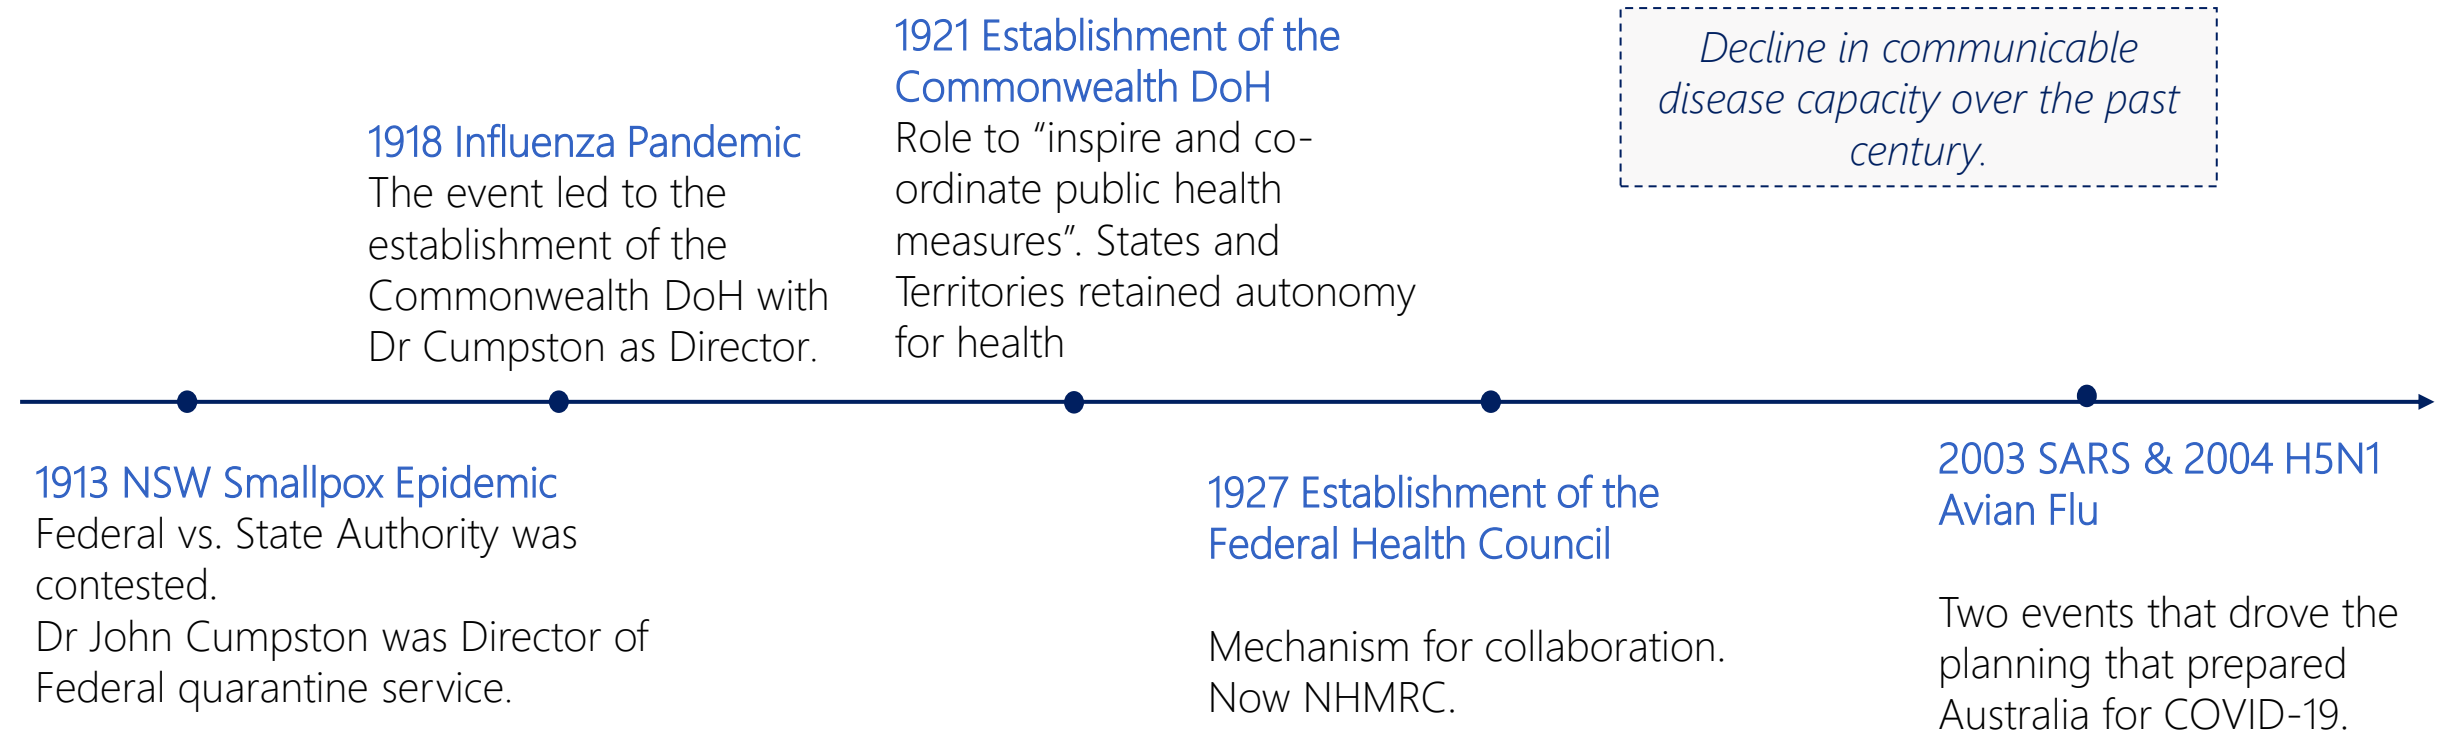 1913 NSW Smallpox Epidemic
Federal vs. State Authority was
contested.
Dr John Cumpston was Director of
Federal quarantine service.
1918 Influenza Pandemic
The event led to the
establishment of the
Commonwealth DoH with
Dr Cumpston as Director.
1921 Establishment of the
Commonwealth DoH
Role to “inspire and co-
ordinate public health
measures”. States and
Territories retained autonomy
for health
1927 Establishment of the
Federal Health Council
Mechanism for collaboration.
Now NHMRC.
Decline in communicable
disease capacity over the past
century.
2003 SARS & 2004 H5N1
Avian Flu
Two events that drove the
planning that prepared
Australia for COVID-19.